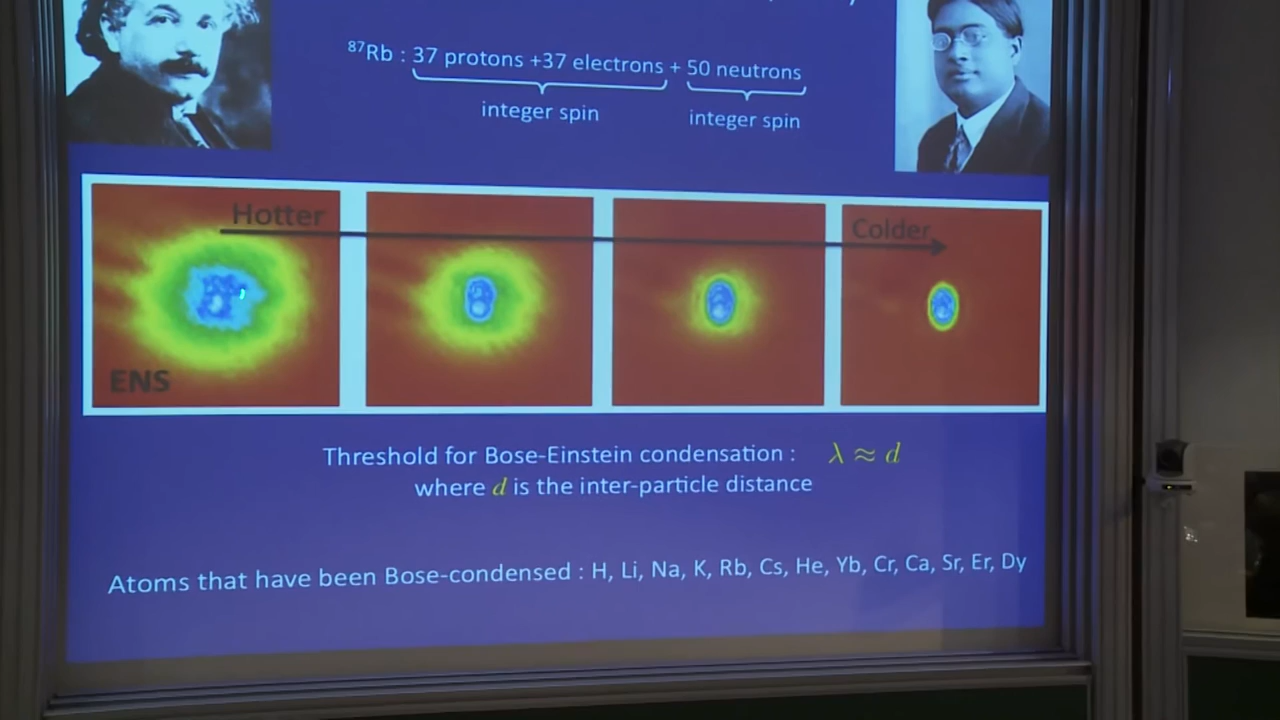 ⁸⁷Rb : 37 protons +37 electrons + 50 neutrons
integer spin integer spin
Hotter Colder
ENS
Threshold for Bose-Einstein condensation : λ ≈ d
where d is the inter-particle distance
Atoms that have been Bose-condensed : H, Li, Na, K, Rb, Cs, He, Yb, Cr, Ca, Sr, Er, Dy